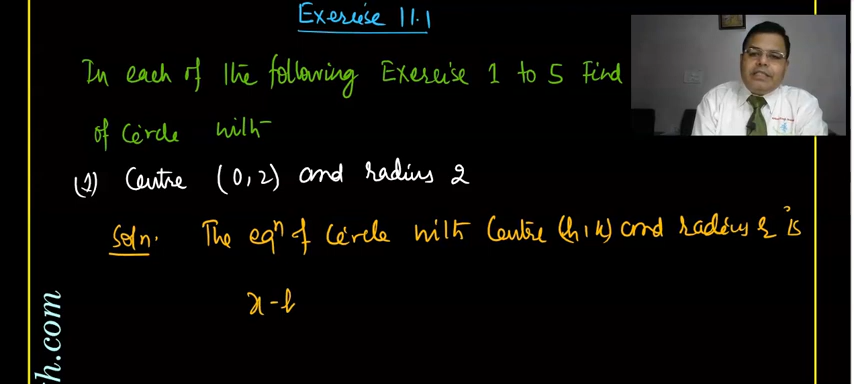 Exercise 11.1
In each of the following Exercise 1 to 5 Find
of Circle with
(1) Centre (0,2) and radius 2
Soln. The eqn of Circle with Centre (h,k) and radius r is
x-h
th.com